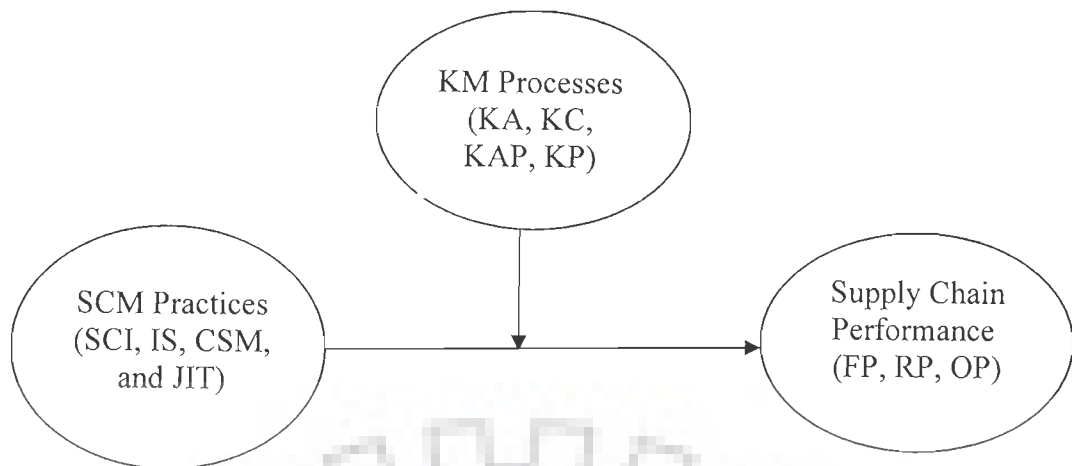 KM Processes
(KA, KC,
KAP, KP)
SCM Practices
(SCI, IS, CSM,
and JIT)
Supply Chain
Performance
(FP, RP, OP)